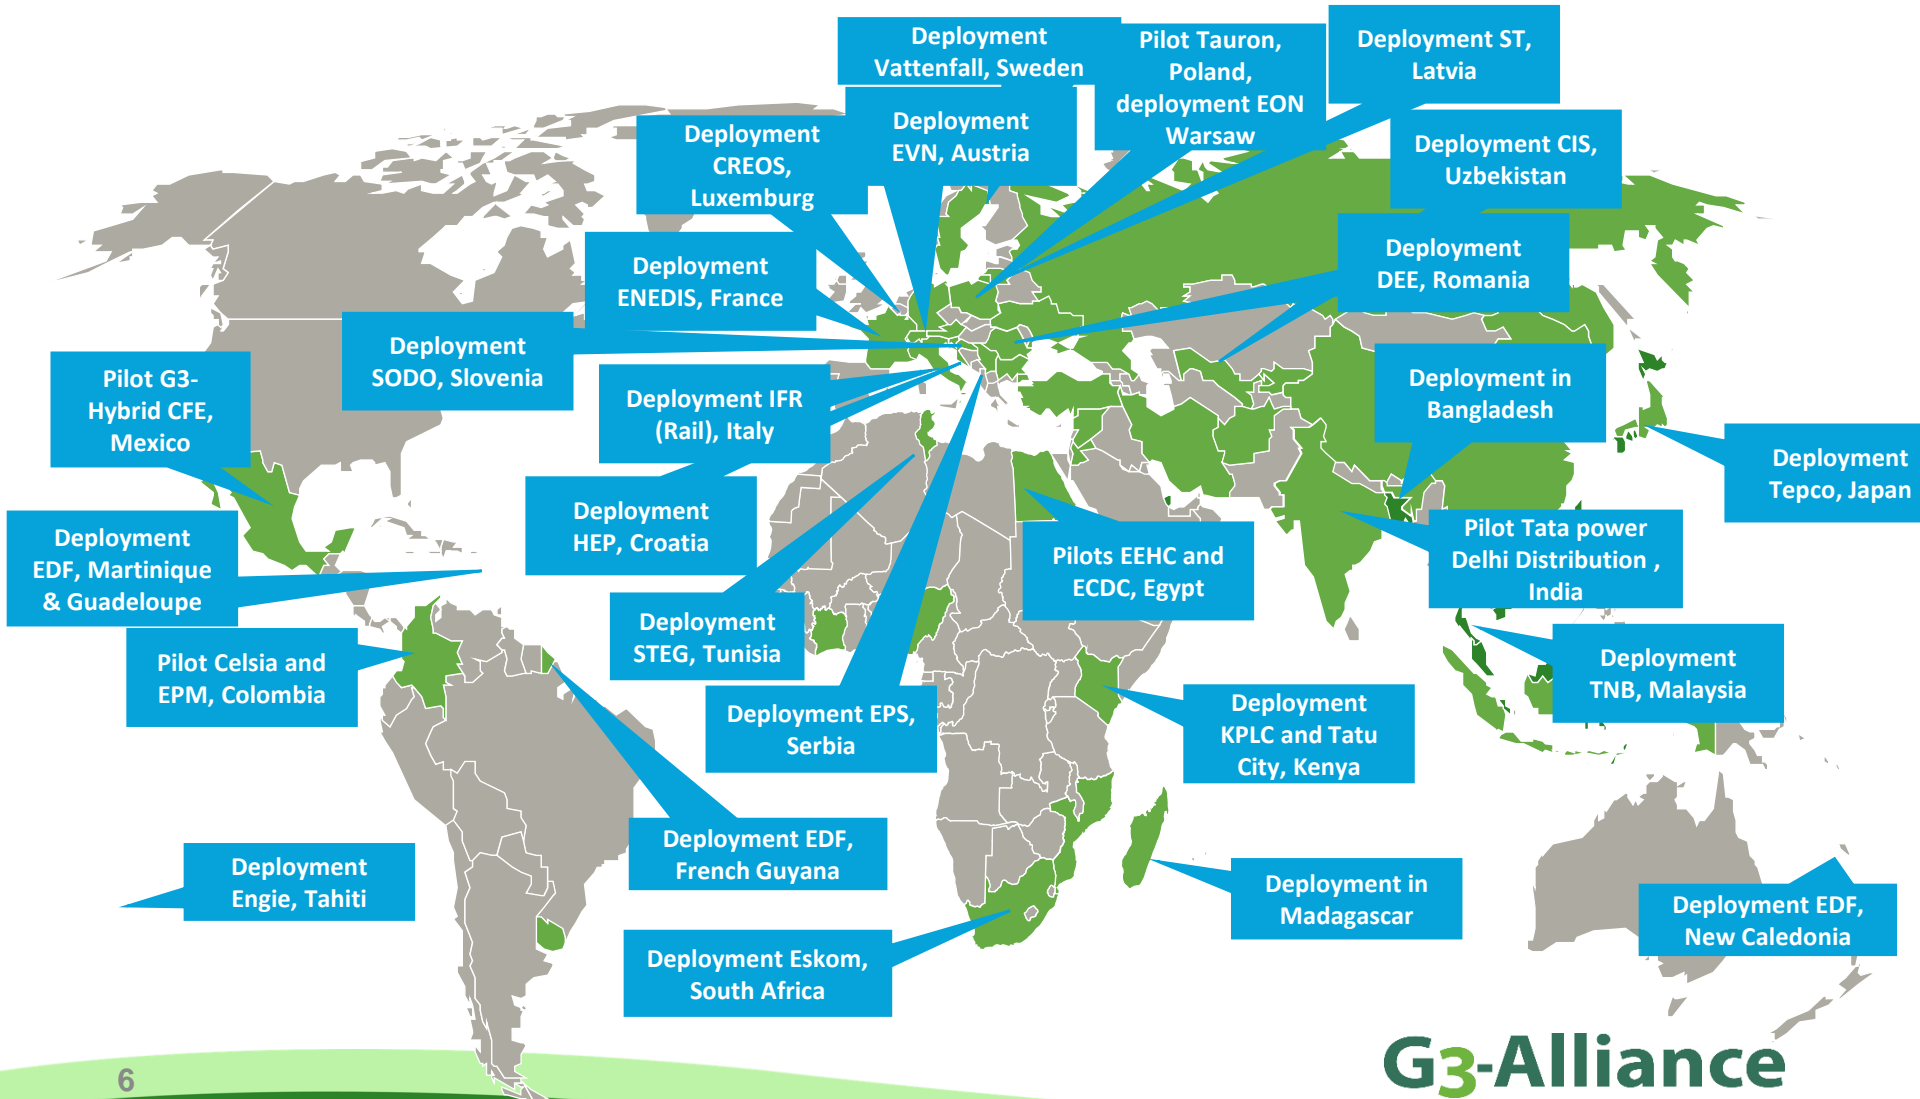 Deployment
Vattenfall, Sweden
Pilot Tauron,
Poland,
deployment EON
Warsaw
Deployment ST,
Latvia
Deployment
CREOS,
Luxemburg
Deployment
EVN, Austria
Deployment CIS,
Uzbekistan
Deployment
ENEDIS, France
Deployment
DEE, Romania
Deployment
SODO, Slovenia
Pilot G3-
Hybrid CFE,
Mexico
Deployment IFR
(Rail), Italy
Deployment in
Bangladesh
Deployment
Tepco, Japan
Deployment
EDF, Martinique
& Guadeloupe
Deployment
HEP, Croatia
Pilots EEHC and
ECDC, Egypt
Pilot Tata power
Delhi Distribution ,
India
Pilot Celsia and
EPM, Colombia
Deployment
STEG, Tunisia
Deployment
TNB, Malaysia
Deployment EPS,
Serbia
Deployment
KPLC and Tatu
City, Kenya
Deployment EDF,
French Guyana
Deployment
Engie, Tahiti
Deployment in
Madagascar
Deployment EDF,
New Caledonia
Deployment Eskom,
South Africa
G3-Alliance
6